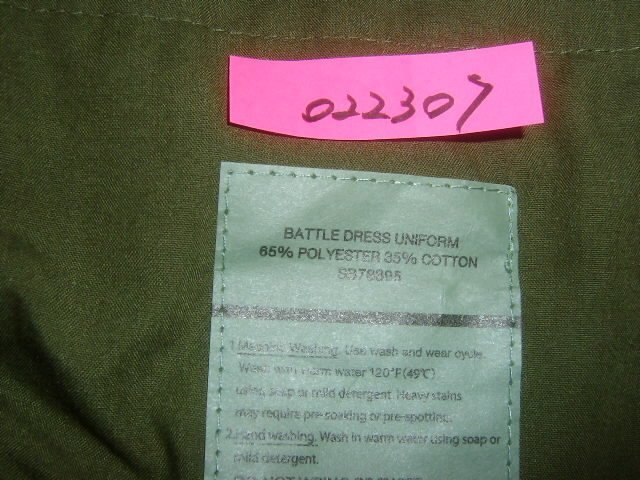 022307
BATTLE DRESS UNIFORM
65% POLYESTER 35% COTTON
SB78395
1 Machine Washing. Use wash and wear cycle.
Wash with warm water 120°F(49℃)
using soap or mild detergent. Heavy stains
may require pre-soaking or pre-spotting.
2.Hand washing. Wash in warm water using soap or
mild detergent.